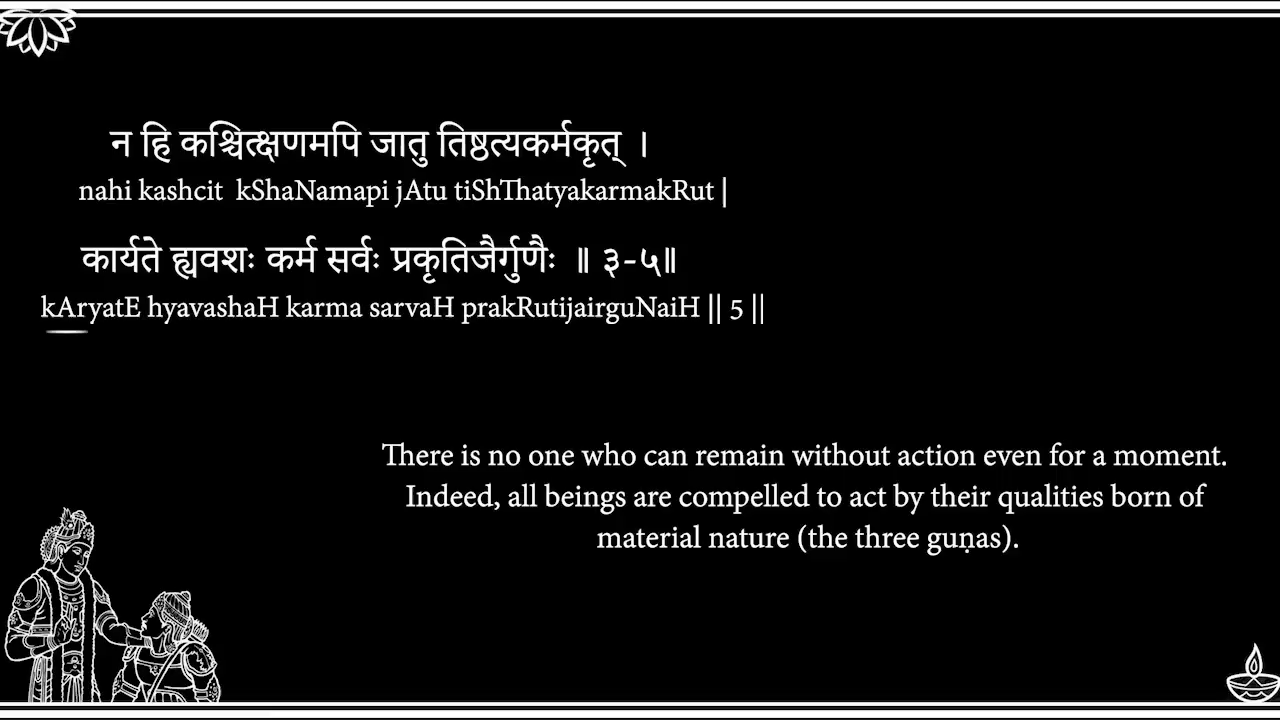 न हि कश्चित्क्षणमपि जातु तिष्ठत्यकर्मकृत् ।
nahi kashcit kShaNamapi jAtu tiShThatyakarmakRut |
कार्यते ह्यवशः कर्म सर्वः प्रकृतिजैर्गुणैः ॥ ३-५॥
kAryatE hyavashaH karma sarvaH prakRutijairguNaiH || 5 ||
There is no one who can remain without action even for a moment.
Indeed, all beings are compelled to act by their qualities born of
material nature (the three guṇas).